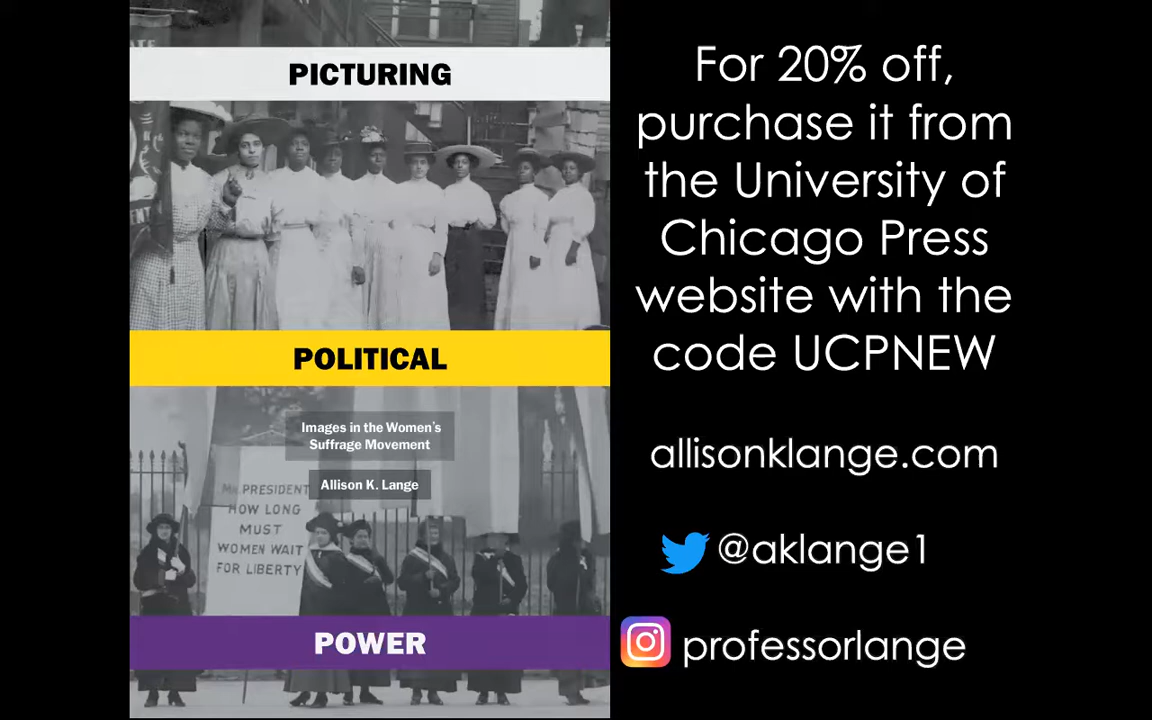 PICTURING
POLITICAL
Images in the Women's
Suffrage Movement
Allison K. Lange
MR. PRESIDENT
HOW LONG
MUST
WOMEN WAIT
FOR LIBERTY
POWER
For 20% off,
purchase it from
the University of
Chicago Press
website with the
code UCPNEW
allisonklange.com
@aklange1
professorlange